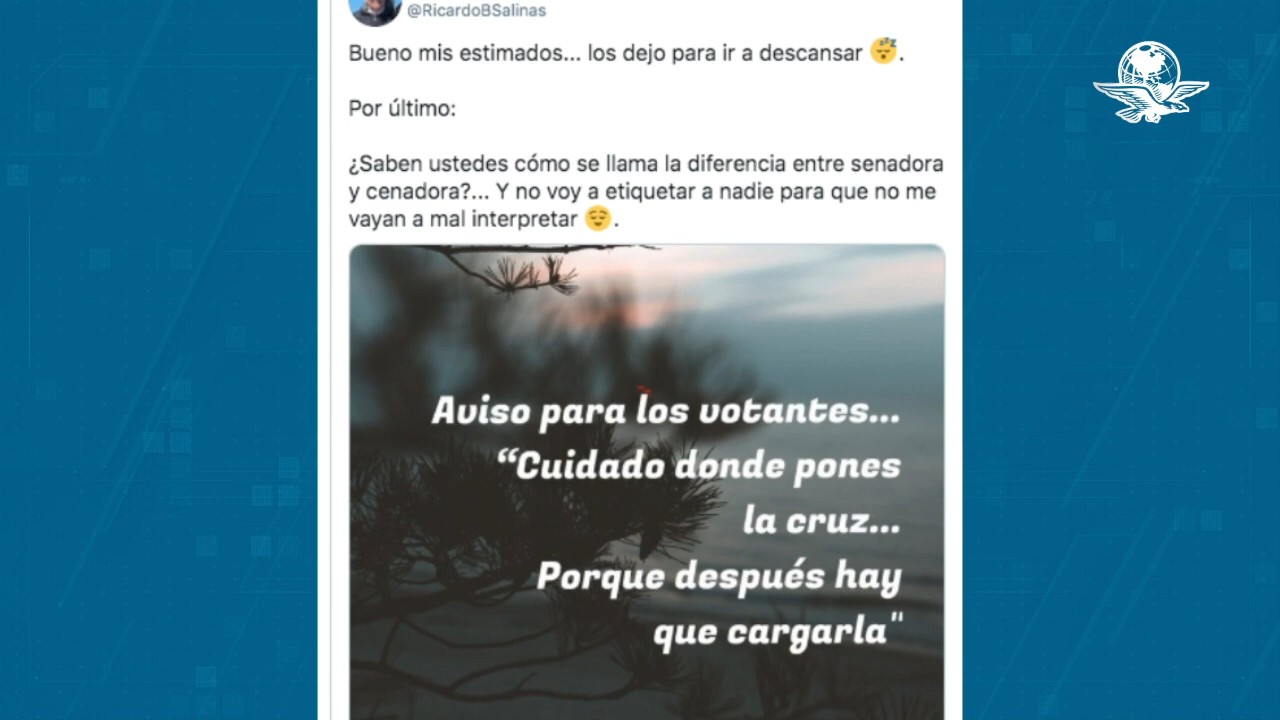 @RicardoBSalinas
Bueno mis estimados... los dejo para ir a descansar 😴.
Por último:
¿Saben ustedes cómo se llama la diferencia entre senadora
y cenadora?... Y no voy a etiquetar a nadie para que no me
vayan a mal interpretar 😌.
Aviso para los votantes...
“Cuidado donde pones
la cruz...
Porque después hay
que cargarla"